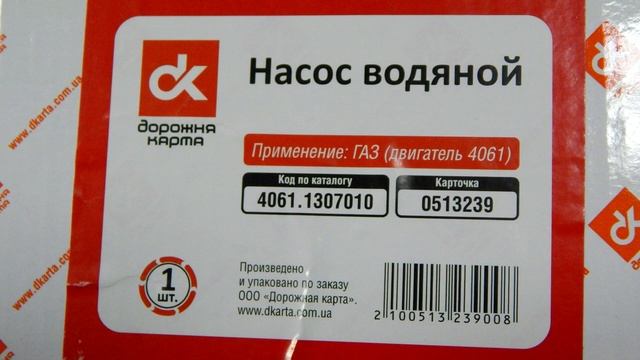 dk
дорожня
карта
Насос водяной
Применение: ГАЗ (двигатель 4061)
Код по каталогу
4061.1307010
Карточка
0513239
1
шт.
Произведено
и упаковано по заказу
ООО «Дорожная карта».
www.dkarta.com.ua
2 100513 239008
www.dkarta.com.ua
www.dkarta.com.ua